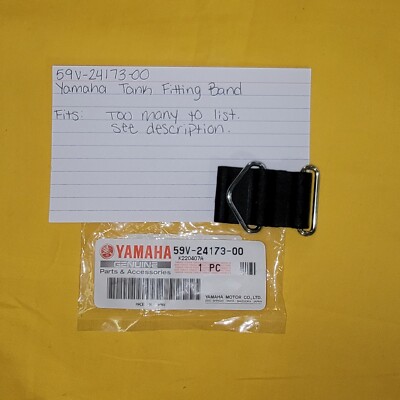 59V-24173-00
Yamaha Tank Fitting Band
Fits: Too many to list.
See description.
YAMAHA
GENUINE
Parts & Accessories
59V-24173-00
K220407A
1 PC
YAMAHA MOTOR CO., LTD.